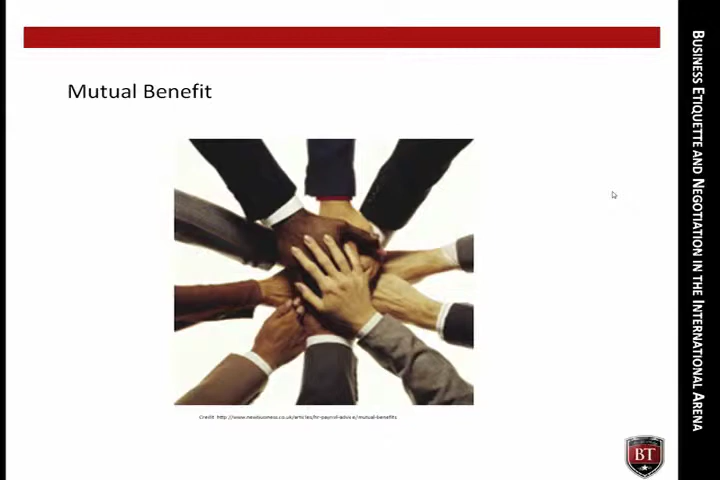 Mutual Benefit
Credit http://www.newbusiness.co.uk/articles/hr-payroll-advice/mutual-benefits
BUSINESS ETIQUETTE AND NEGOTIATION IN THE INTERNATIONAL ARENA
BT